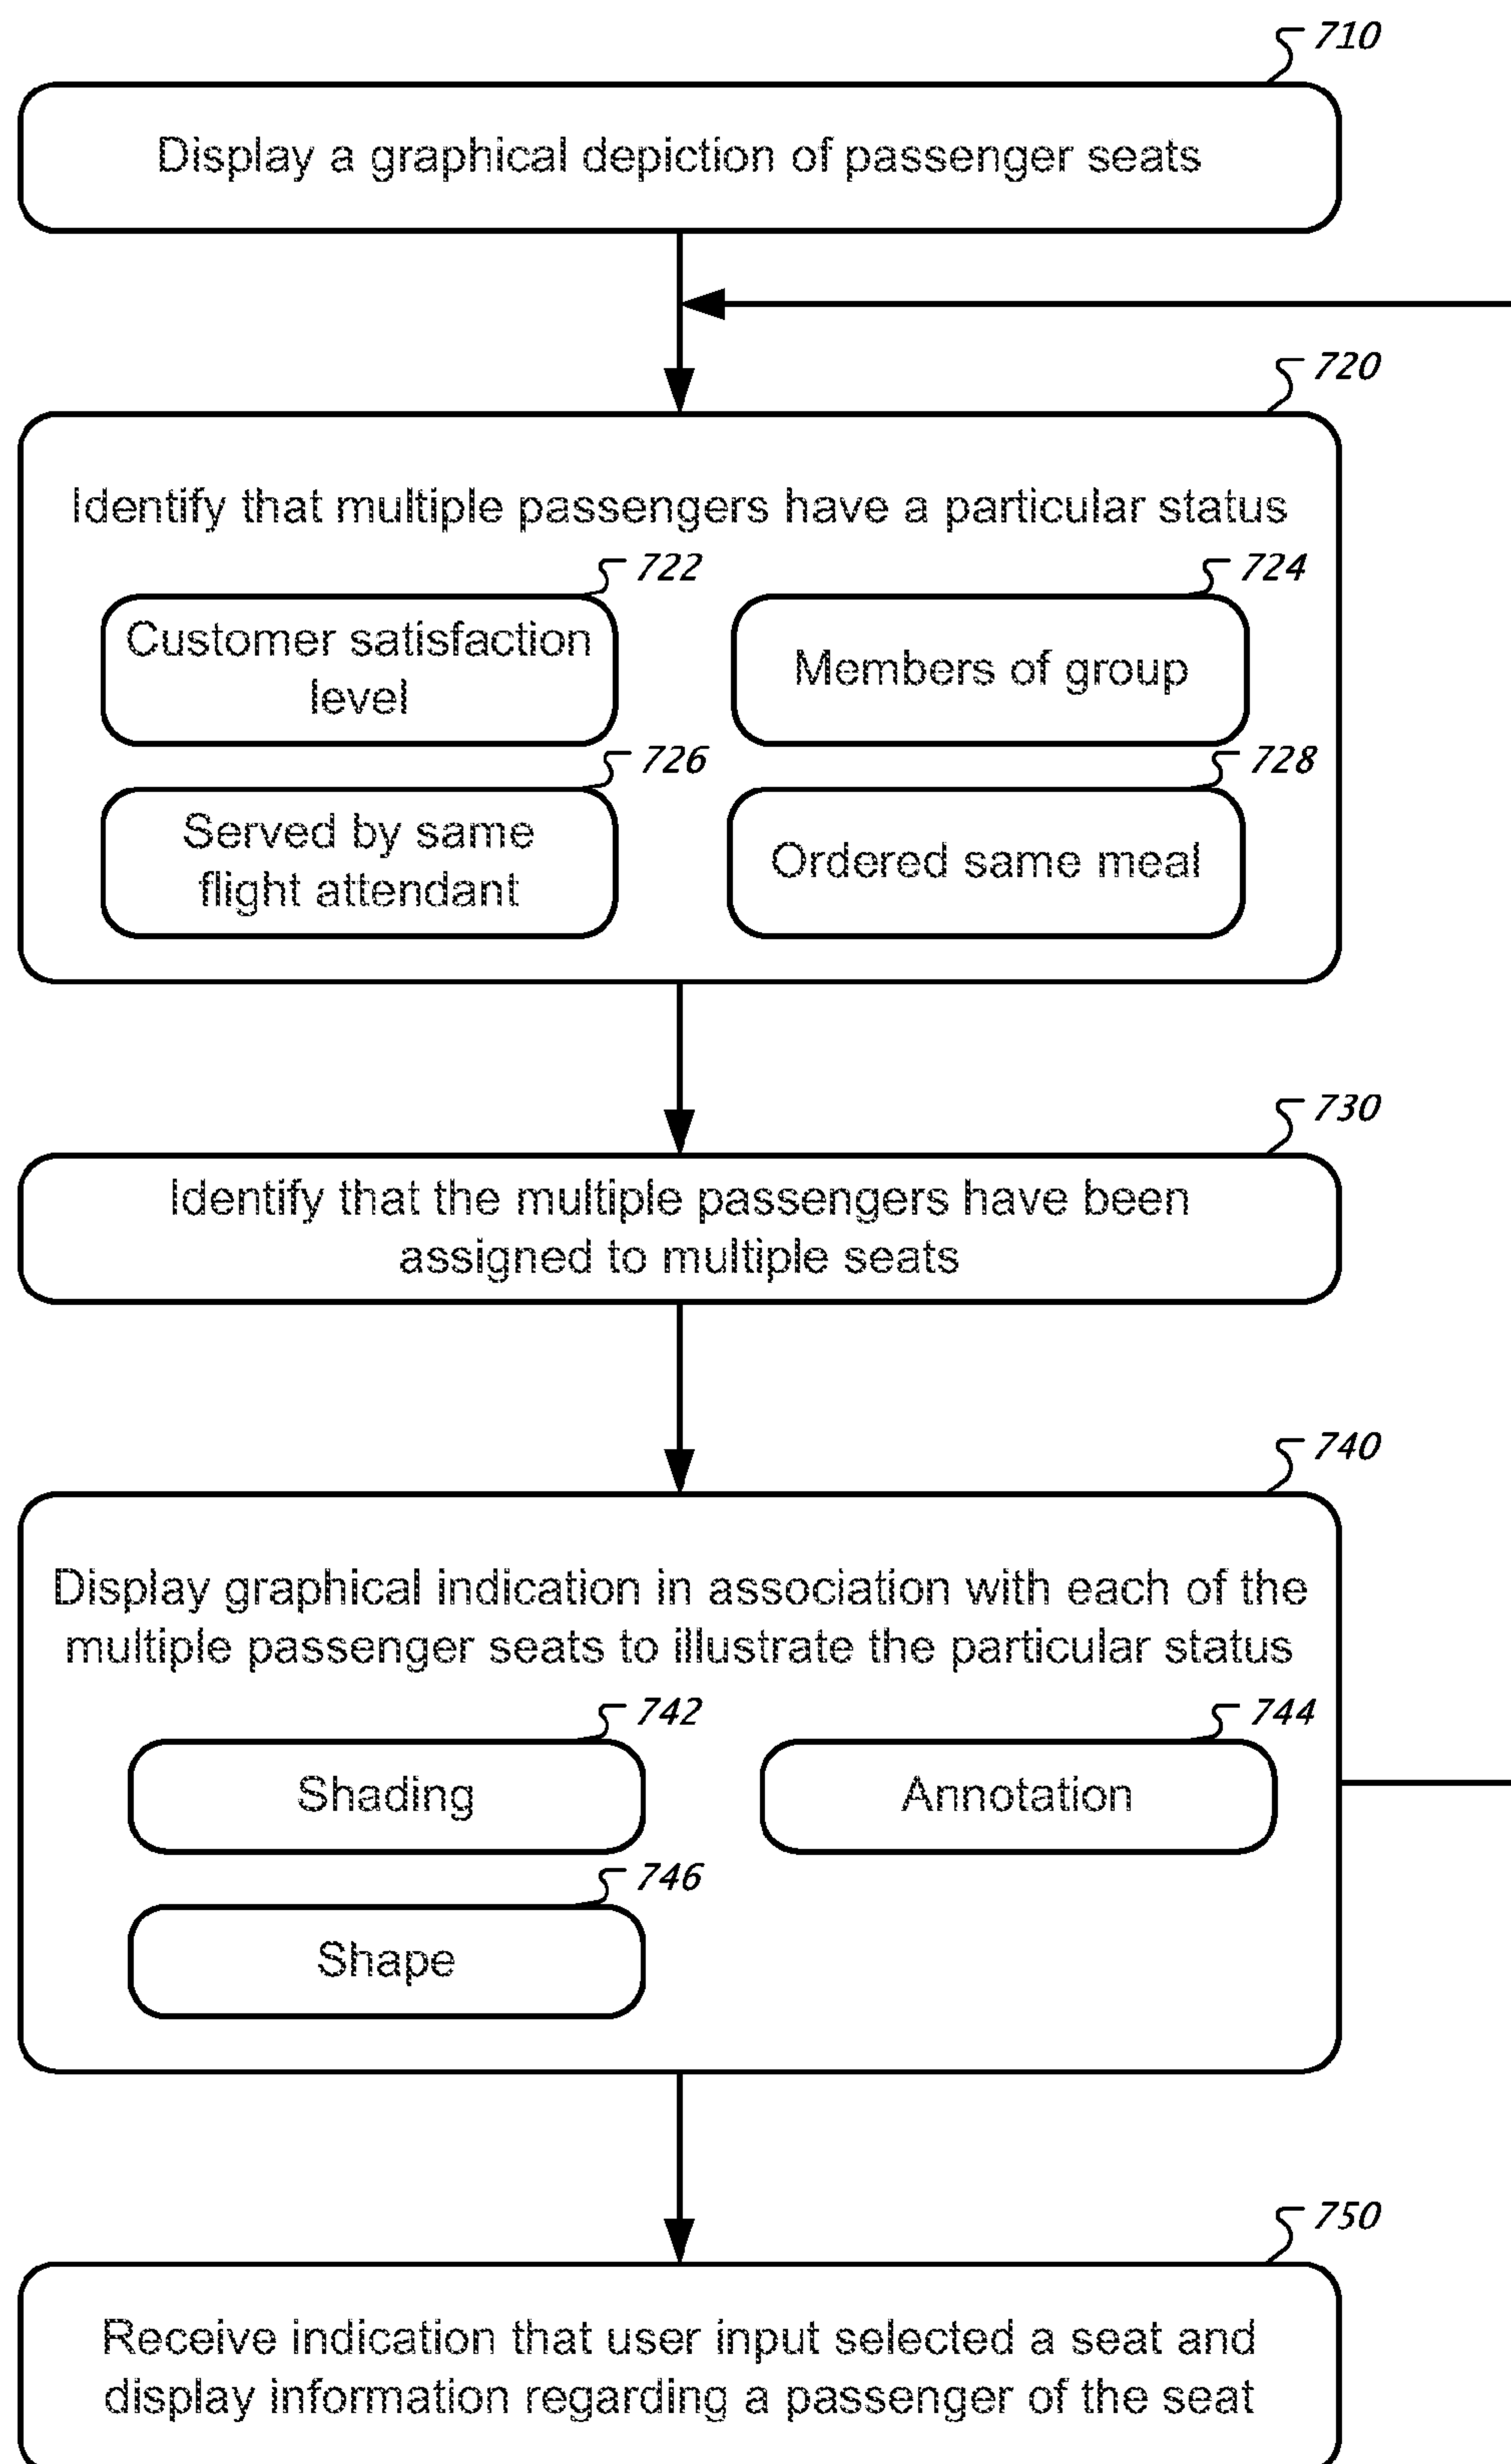 710
Display a graphical depiction of passenger seats
720
Identify that multiple passengers have a particular status
722
724
Customer satisfaction
level
Members of group
726
728
Served by same
flight attendant
Ordered same meal
730
Identify that the multiple passengers have been
assigned to multiple seats
740
Display graphical indication in association with each of the
multiple passenger seats to illustrate the particular status
742
744
Shading
Annotation
746
Shape
750
Receive indication that user input selected a seat and
display information regarding a passenger of the seat